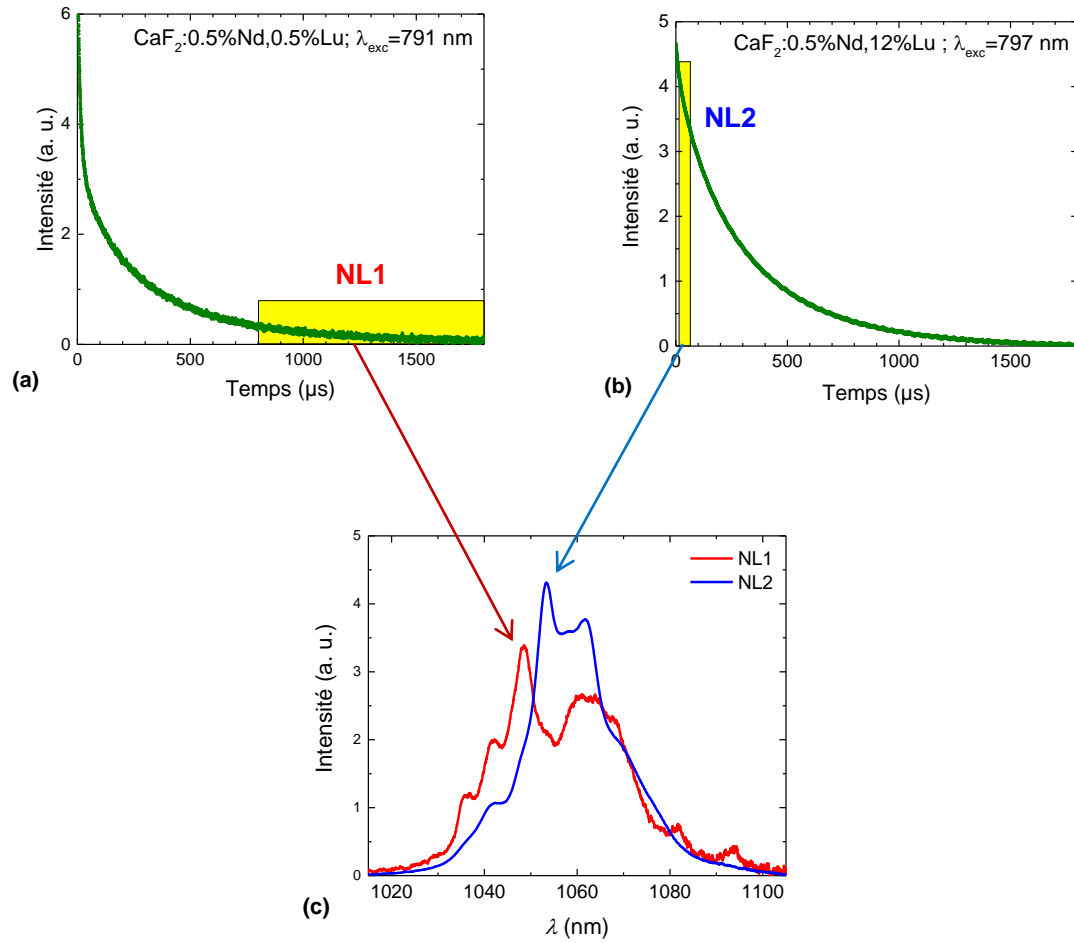 CaF2:0.5%Nd,0.5%Lu; λexc=791 nm
6
4
2
0
Intensité (a. u.)
NL1
0 500 1000 1500
Temps (µs)
(a)
CaF2:0.5%Nd,12%Lu ; λexc=797 nm
5
4
3
2
1
0
Intensité (a. u.)
NL2
0 500 1000 1500
Temps (µs)
(b)
5
4
3
2
1
0
Intensité (a. u.)
NL1
NL2
1020 1040 1060 1080 1100
λ (nm)
(c)